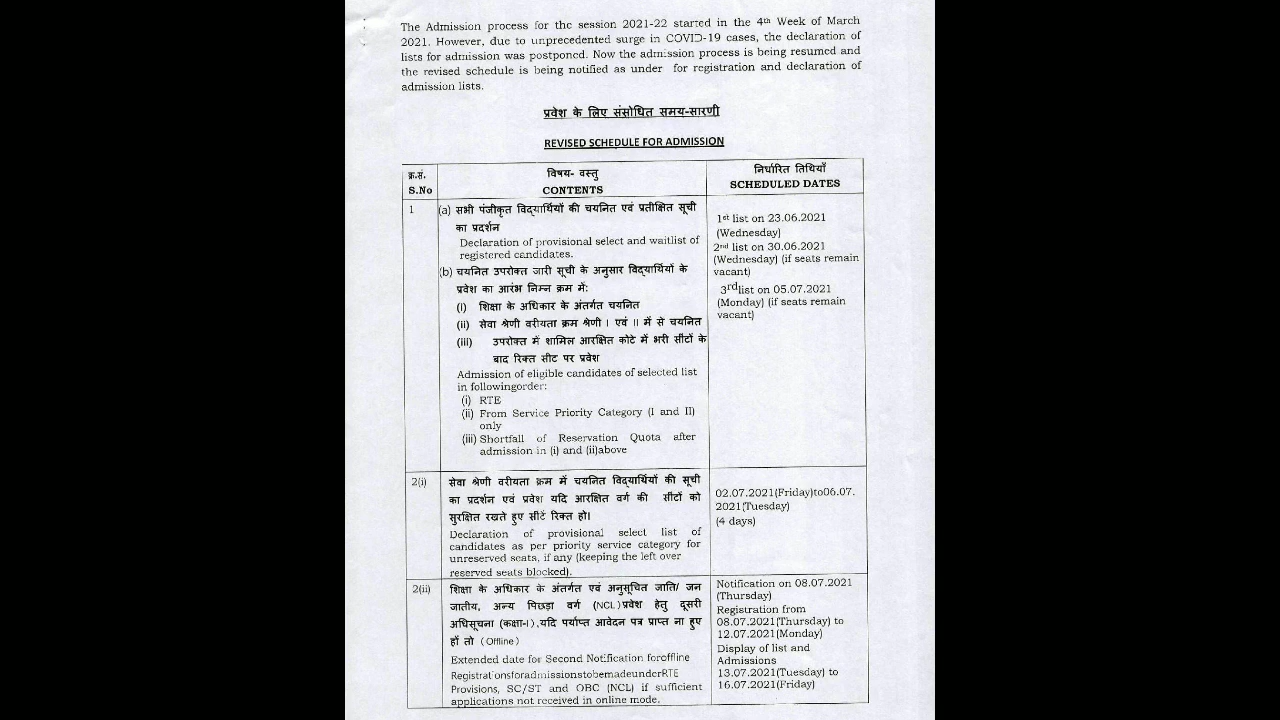 The Admission process for the session 2021-22 started in the 4th Week of March
2021. However, due to unprecedented surge in COVID-19 cases, the declaration of
lists for admission was postponed. Now the admission process is being resumed and
the revised schedule is being notified as under for registration and declaration of
admission lists.
प्रवेश के लिए संसोधित समय-सारणी
REVISED SCHEDULE FOR ADMISSION
क्र.सं.
S.No
विषय- वस्तु
CONTENTS
निर्धारित तिथियाँ
SCHEDULED DATES
1
(a) सभी पंजीकृत विद्यार्थियों की चयनित एवं प्रतीक्षित सूची
का प्रदर्शन
Declaration of provisional select and waitlist of
registered candidates.
(b) चयनित उपरोक्त जारी सूची के अनुसार विद्यार्थियों के
प्रवेश का आरंभ निम्न क्रम में:
(i) शिक्षा के अधिकार के अंतर्गत चयनित
(ii) सेवा श्रेणी वरीयता क्रम श्रेणी I एवं II में से चयनित
(iii) उपरोक्त में शामिल आरक्षित कोटे में भरी सीटों के
बाद रिक्त सीट पर प्रवेश
Admission of eligible candidates of selected list
in followingorder:
(i) RTE
(ii) From Service Priority Category (I and II)
only
(iii) Shortfall of Reservation Quota after
admission in (i) and (ii)above
1st list on 23.06.2021
(Wednesday)
2nd list on 30.06.2021
(Wednesday) (if seats remain
vacant)
3rdlist on 05.07.2021
(Monday) (if seats remain
vacant)
2(i)
सेवा श्रेणी वरीयता क्रम में चयनित विद्यार्थियों की सूची
का प्रदर्शन एवं प्रवेश यदि आरक्षित वर्ग की सीटों को
सुरक्षित रखते हुए सीटें रिक्त हो।
Declaration of provisional select list of
candidates as per priority service category for
unreserved seats, if any (keeping the left over
reserved seats blocked).
02.07.2021(Friday)to06.07.
2021(Tuesday)
(4 days)
2(ii)
शिक्षा के अधिकार के अंतर्गत एवं अनुसूचित जाति/ जन
जातीय, अन्य पिछड़ा वर्ग (NCL)प्रवेश हेतु दूसरी
अधिसूचना (कक्षा-I),यदि पर्याप्त आवेदन पत्र प्राप्त ना हुए
हों तो (Offline)
Extended date for Second Notification foroffline
RegistrationsforadmissionstobemadeunderRTE
Provisions, SC/ST and OBC (NCL) if sufficient
applications not received in online mode.
Notification on 08.07.2021
(Thursday)
Registration from
08.07.2021(Thursday) to
12.07.2021(Monday)
Display of list and
Admissions
13.07.2021(Tuesday) to
16.07.2021(Friday)